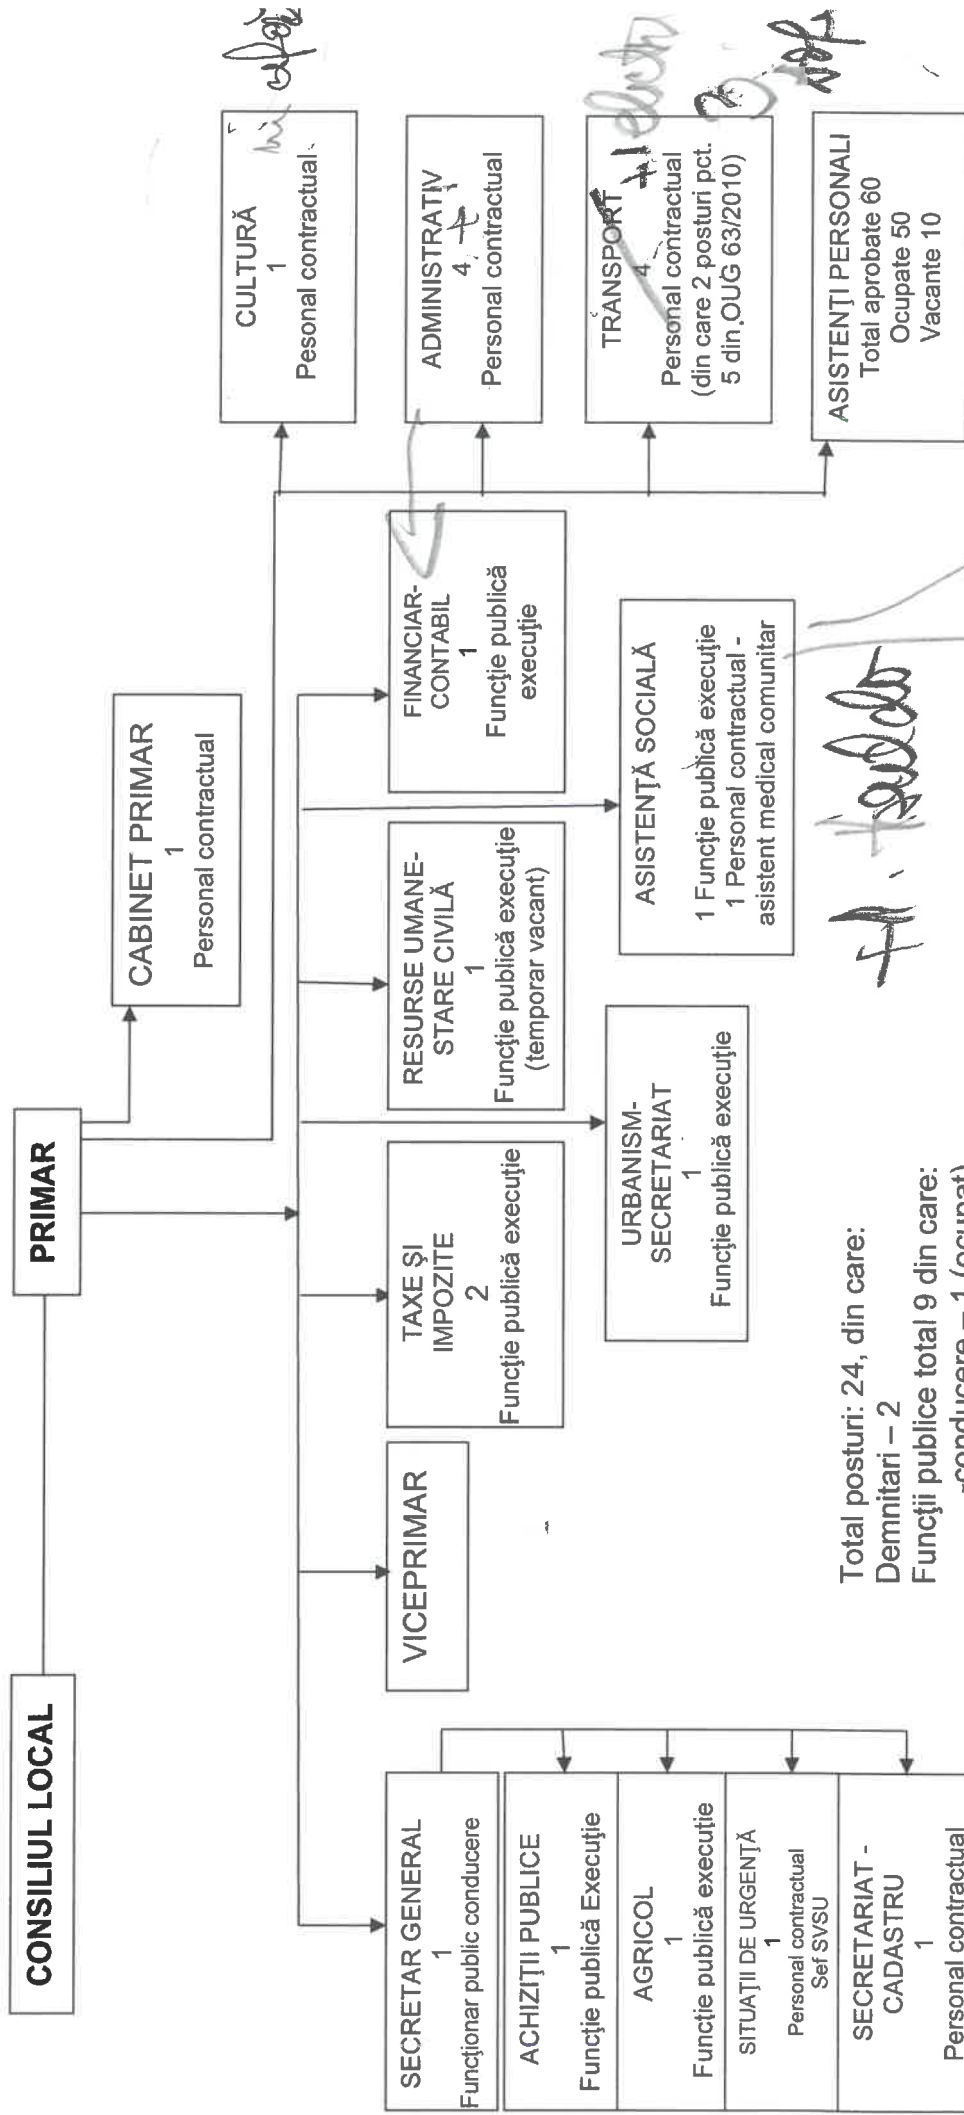 CONSILIUL LOCAL
PRIMAR
CABINET PRIMAR
1
Personal contractual
SECRETAR GENERAL
1
Funcţionar public conducere
ACHIZIŢII PUBLICE
1
Funcţie publică Execuţie
AGRICOL
1
Funcţie publică execuţie
SITUAŢII DE URGENŢĂ
1
Personal contractual
Sef SVSU
SECRETARIAT -
CADASTRU
1
Personal contractual
VICEPRIMAR
TAXE ŞI
IMPOZITE
2
Funcţie publică execuţie
RESURSE UMANE-
STARE CIVILĂ
1
Funcţie publică execuţie
(temporar vacant)
FINANCIAR-
CONTABIL
1
Funcţie publică
execuţie
URBANISM-
SECRETARIAT
1
Funcţie publică execuţie
ASISTENŢĂ SOCIALĂ
1 Funcţie publică execuţie
1 Personal contractual -
asistent medical comunitar
CULTURĂ
1
Pesonal contractual
ADMINISTRATIV
4
Personal contractual
TRANSPORT
4
Personal contractual
(din care 2 posturi pct.
5 din OUG 63/2010)
ASISTENŢI PERSONALI
Total aprobate 60
Ocupate 50
Vacante 10
Total posturi: 24, din care:
Demnitari – 2
Funcţii publice total 9 din care:
-conducere – 1 (ocupat)